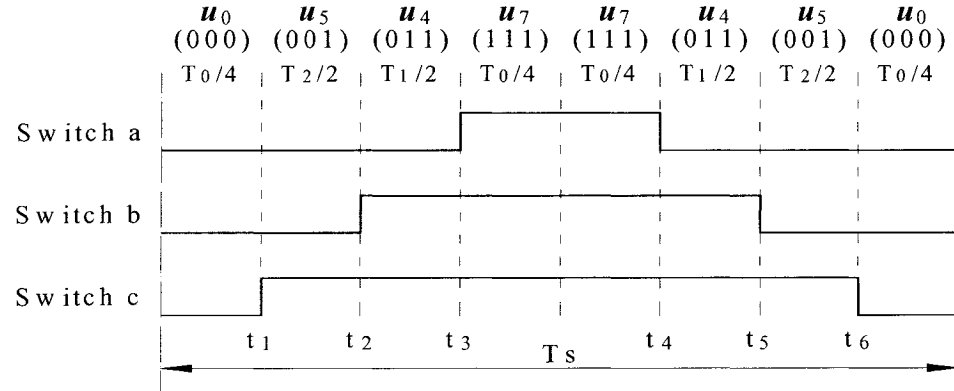 u0 u5 u4 u7 u7 u4 u5 u0
(000) (001) (011) (111) (111) (011) (001) (000)
T0/4 T2/2 T1/2 T0/4 T0/4 T1/2 T2/2 T0/4
Switch a
Switch b
Switch c
t1 t2 t3 t4 t5 t6
Ts